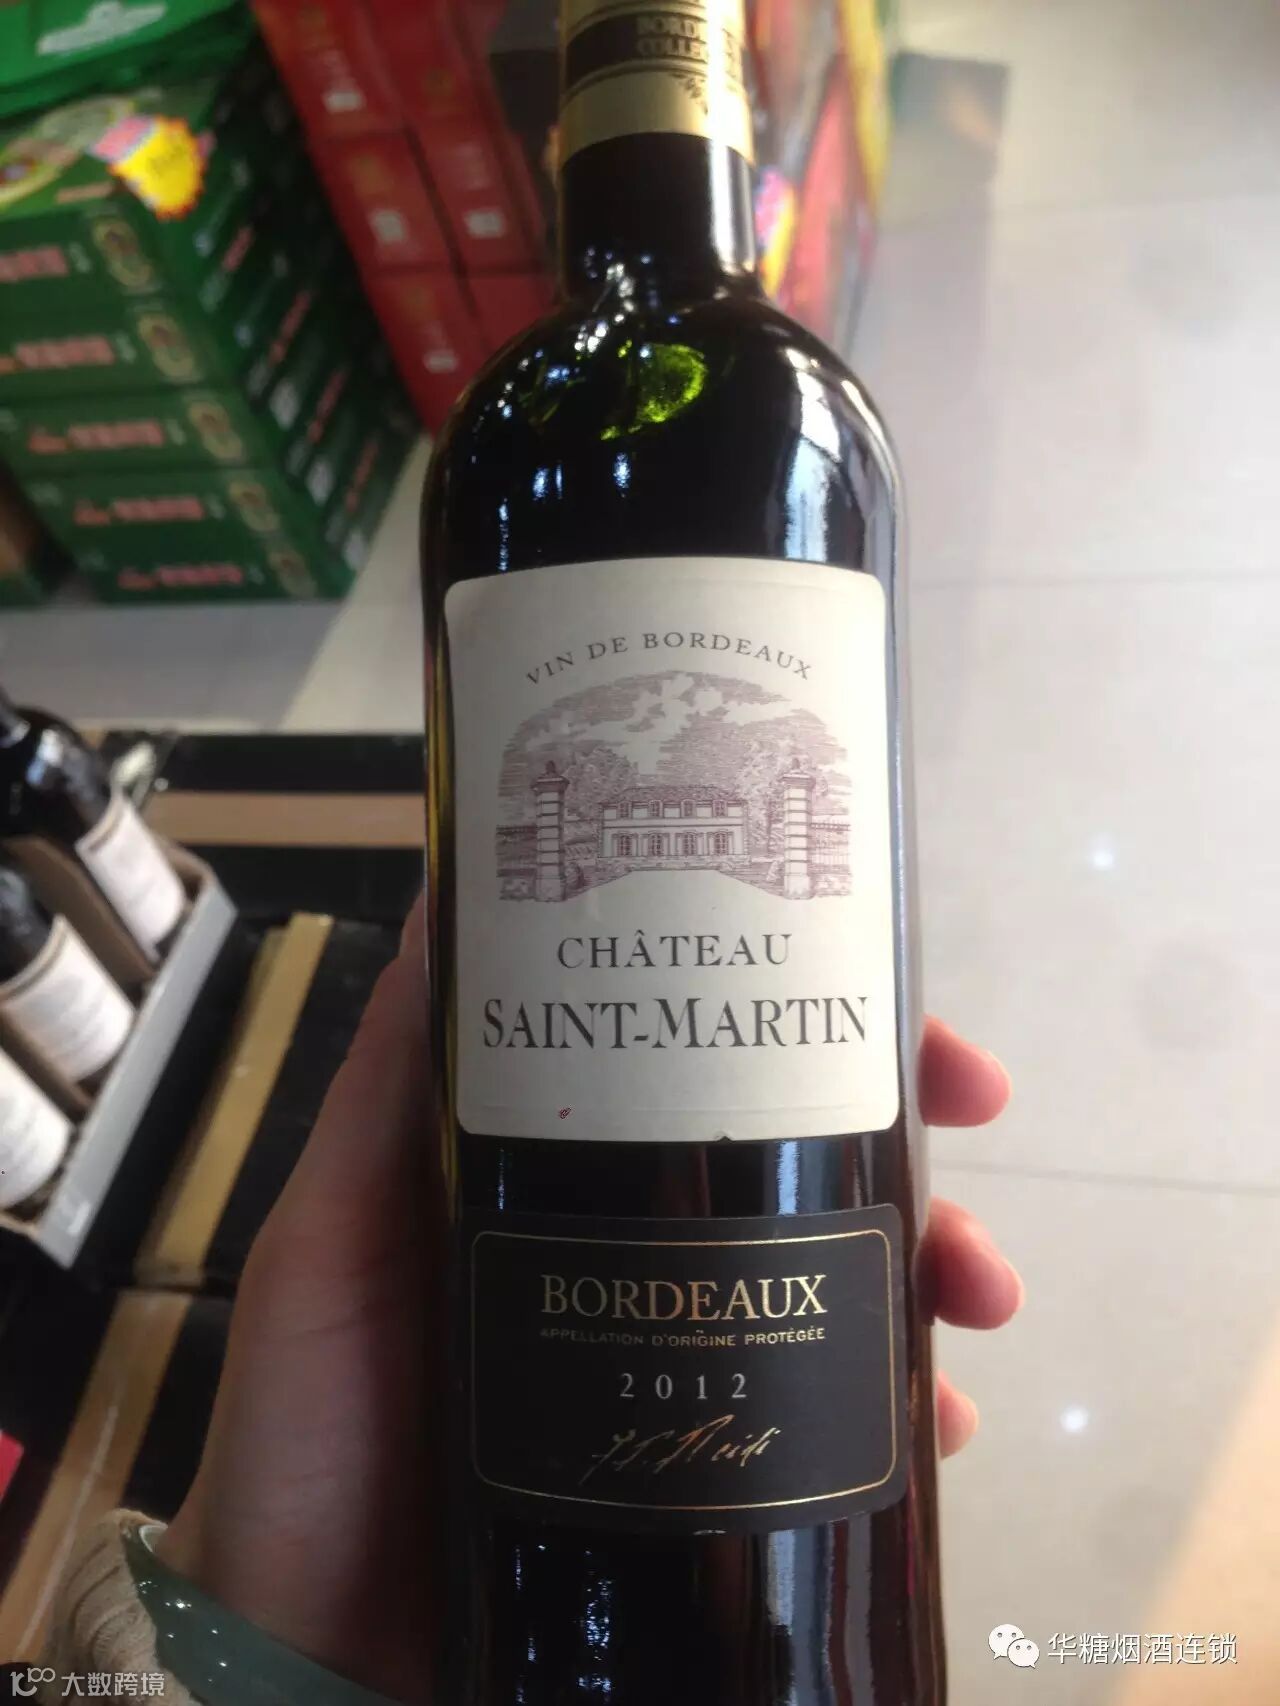 VIN DE BORDEAUX
CHÂTEAU
SAINT-MARTIN
BORDEAUX
APPELLATION D'ORIGINE PROTÉGÉE
2012
华糖烟酒连锁
大数跨境